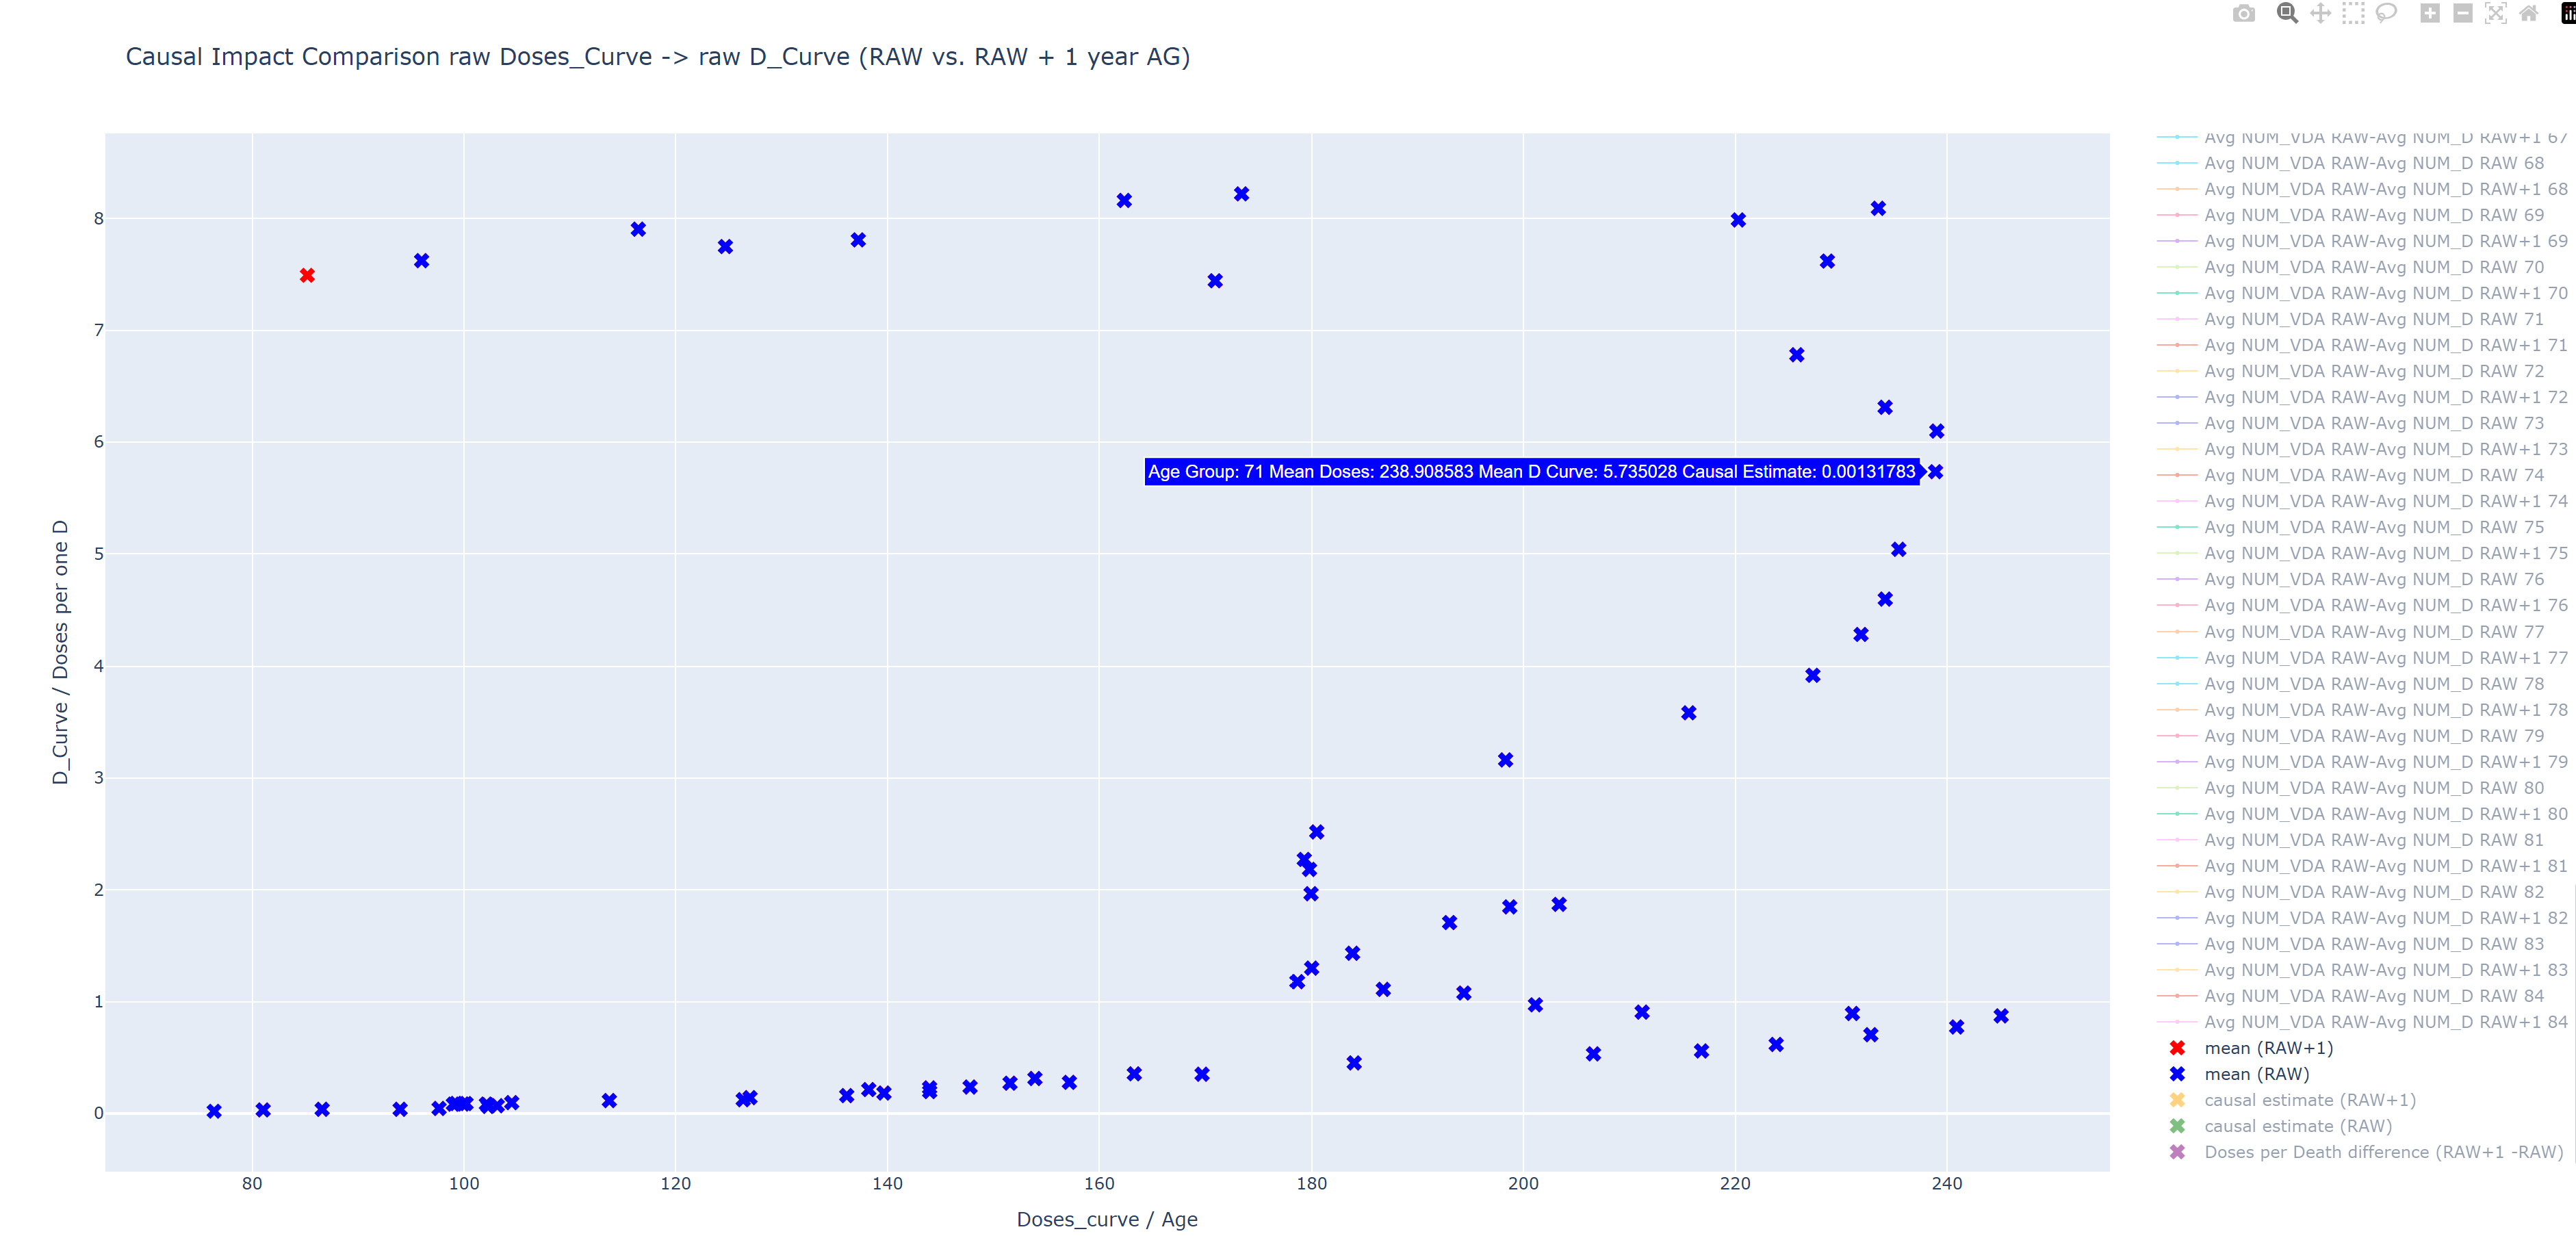 Causal Impact Comparison raw Doses_Curve -> raw D_Curve (RAW vs. RAW + 1 year AG)
8
7
6
5
4
3
2
1
0
D_Curve / Doses per one D
Age Group: 71 Mean Doses: 238.908583 Mean D Curve: 5.735028 Causal Estimate: 0.00131783
80 100 120 140 160 180 200 220 240
Doses_curve / Age
Avg NUM_VDA RAW-Avg NUM_D RAW+1 67
Avg NUM_VDA RAW-Avg NUM_D RAW 68
Avg NUM_VDA RAW-Avg NUM_D RAW+1 68
Avg NUM_VDA RAW-Avg NUM_D RAW 69
Avg NUM_VDA RAW-Avg NUM_D RAW+1 69
Avg NUM_VDA RAW-Avg NUM_D RAW 70
Avg NUM_VDA RAW-Avg NUM_D RAW+1 70
Avg NUM_VDA RAW-Avg NUM_D RAW 71
Avg NUM_VDA RAW-Avg NUM_D RAW+1 71
Avg NUM_VDA RAW-Avg NUM_D RAW 72
Avg NUM_VDA RAW-Avg NUM_D RAW+1 72
Avg NUM_VDA RAW-Avg NUM_D RAW 73
Avg NUM_VDA RAW-Avg NUM_D RAW+1 73
Avg NUM_VDA RAW-Avg NUM_D RAW 74
Avg NUM_VDA RAW-Avg NUM_D RAW+1 74
Avg NUM_VDA RAW-Avg NUM_D RAW 75
Avg NUM_VDA RAW-Avg NUM_D RAW+1 75
Avg NUM_VDA RAW-Avg NUM_D RAW 76
Avg NUM_VDA RAW-Avg NUM_D RAW+1 76
Avg NUM_VDA RAW-Avg NUM_D RAW 77
Avg NUM_VDA RAW-Avg NUM_D RAW+1 77
Avg NUM_VDA RAW-Avg NUM_D RAW 78
Avg NUM_VDA RAW-Avg NUM_D RAW+1 78
Avg NUM_VDA RAW-Avg NUM_D RAW 79
Avg NUM_VDA RAW-Avg NUM_D RAW+1 79
Avg NUM_VDA RAW-Avg NUM_D RAW 80
Avg NUM_VDA RAW-Avg NUM_D RAW+1 80
Avg NUM_VDA RAW-Avg NUM_D RAW 81
Avg NUM_VDA RAW-Avg NUM_D RAW+1 81
Avg NUM_VDA RAW-Avg NUM_D RAW 82
Avg NUM_VDA RAW-Avg NUM_D RAW+1 82
Avg NUM_VDA RAW-Avg NUM_D RAW 83
Avg NUM_VDA RAW-Avg NUM_D RAW+1 83
Avg NUM_VDA RAW-Avg NUM_D RAW 84
Avg NUM_VDA RAW-Avg NUM_D RAW+1 84
mean (RAW+1)
mean (RAW)
causal estimate (RAW+1)
causal estimate (RAW)
Doses per Death difference (RAW+1 -RAW)